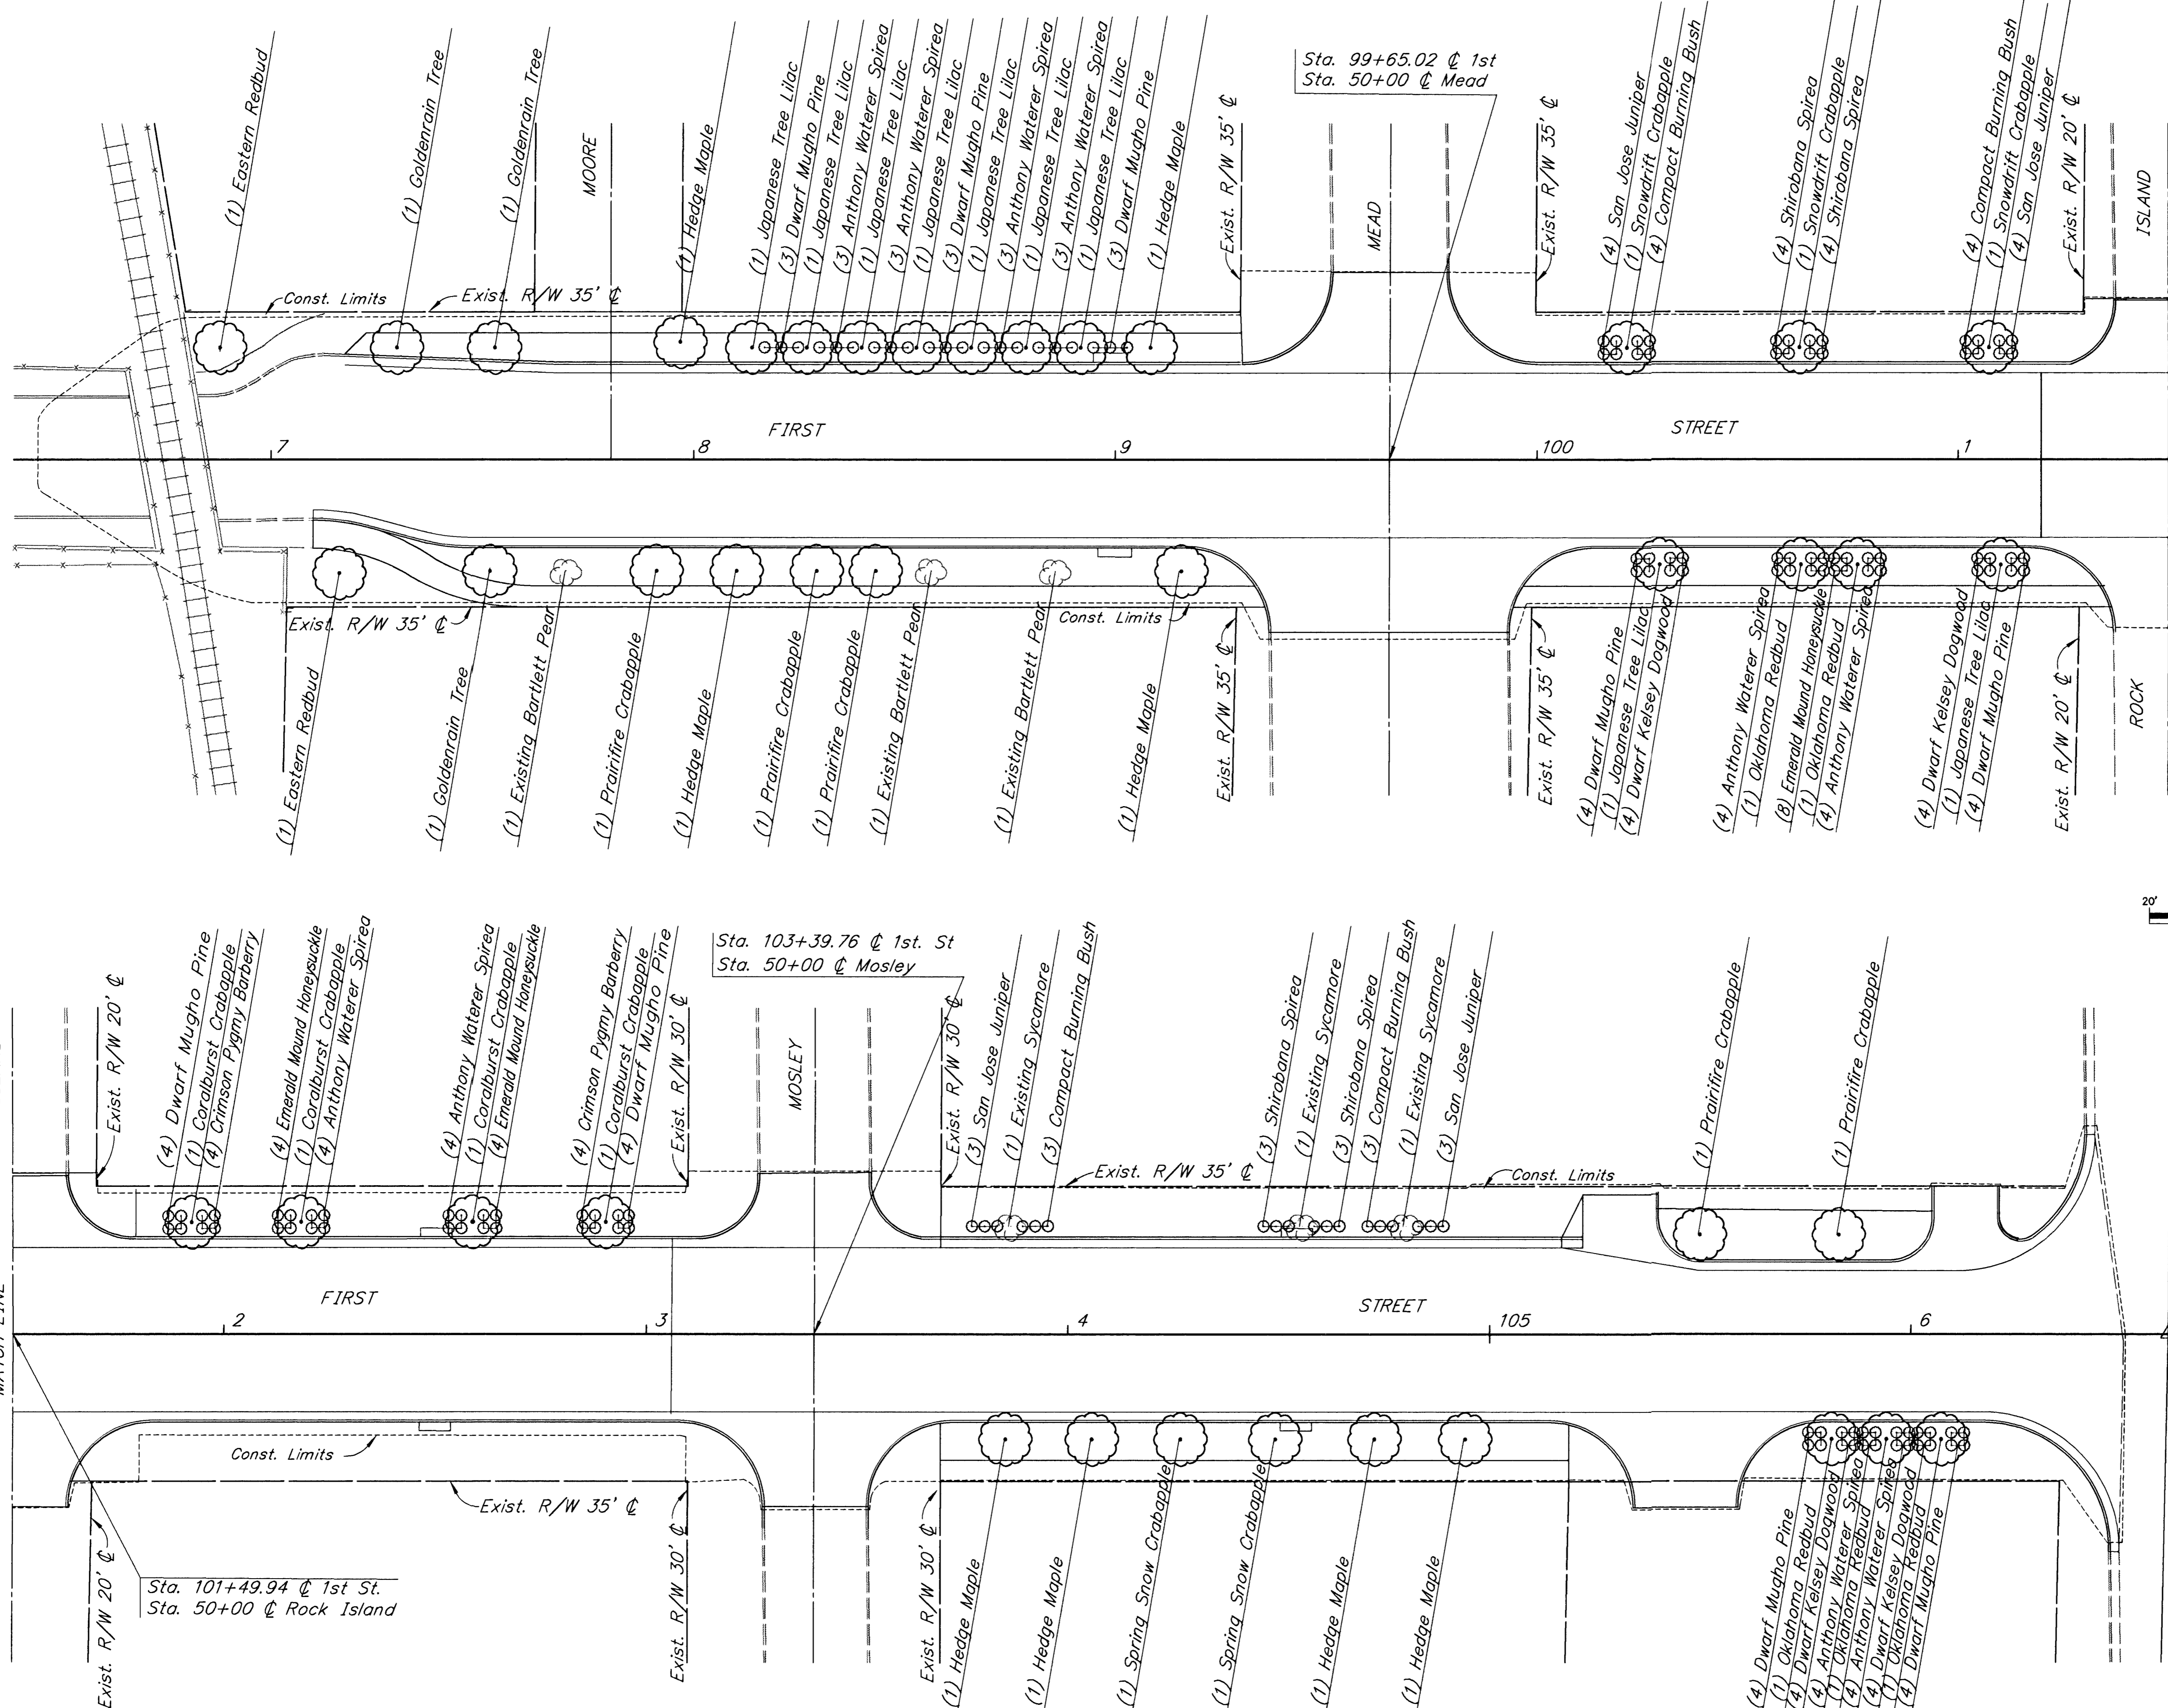 (1) Eastern Redbud
(1) Goldenrain Tree
(1) Goldenrain Tree
MOORE
(1) Hedge Maple
(1) Japanese Tree Lilac
(3) Dwarf Mugho Pine
(1) Japanese Tree Lilac
(3) Anthony Waterer Spirea
(1) Japanese Tree Lilac
(3) Anthony Waterer Spirea
(1) Japanese Tree Lilac
(3) Dwarf Mugho Pine
(1) Japanese Tree Lilac
(3) Anthony Waterer Spirea
(1) Japanese Tree Lilac
(3) Anthony Waterer Spirea
(1) Japanese Tree Lilac
(3) Dwarf Mugho Pine
(1) Hedge Maple
Exist. R/W 35' ℄
Sta. 99+65.02 ℄ 1st
Sta. 50+00 ℄ Mead
MEAD
Exist. R/W 35' ℄
(4) San Jose Juniper
(1) Snowdrift Crabapple
(4) Compact Burning Bush
(4) Shirobana Spirea
(1) Snowdrift Crabapple
(4) Shirobana Spirea
(4) Compact Burning Bush
(1) Snowdrift Crabapple
(4) San Jose Juniper
Exist. R/W 20' ℄
ISLAND
Const. Limits
Exist. R/W 35' ℄
FIRST
STREET
7
8
9
100
1
Exist. R/W 35' ℄
Const. Limits
(1) Eastern Redbud
(1) Goldenrain Tree
(1) Existing Bartlett Pear
(1) Prairifire Crabapple
(1) Hedge Maple
(1) Prairifire Crabapple
(1) Prairifire Crabapple
(1) Existing Bartlett Pear
(1) Existing Bartlett Pear
(1) Hedge Maple
Exist. R/W 35' ℄
Exist. R/W 35' ℄
(4) Dwarf Mugho Pine
(1) Japanese Tree Lilac
(4) Dwarf Kelsey Dogwood
(4) Anthony Waterer Spirea
(1) Oklahoma Redbud
(8) Emerald Mound Honeysuckle
(1) Oklahoma Redbud
(4) Anthony Waterer Spirea
(4) Dwarf Kelsey Dogwood
(1) Japanese Tree Lilac
(4) Dwarf Mugho Pine
Exist. R/W 20' ℄
ROCK
20'
Exist. R/W 20' ℄
(4) Dwarf Mugho Pine
(1) Coralburst Crabapple
(4) Crimson Pygmy Barberry
(4) Emerald Mound Honeysuckle
(1) Coralburst Crabapple
(4) Anthony Waterer Spirea
(4) Anthony Waterer Spirea
(1) Coralburst Crabapple
(4) Emerald Mound Honeysuckle
(4) Crimson Pygmy Barberry
(1) Coralburst Crabapple
(4) Dwarf Mugho Pine
Exist. R/W 30' ℄
Sta. 103+39.76 ℄ 1st. St
Sta. 50+00 ℄ Mosley
MOSLEY
Exist. R/W 30' ℄
(3) San Jose Juniper
(1) Existing Sycamore
(3) Compact Burning Bush
(3) Shirobana Spirea
(1) Existing Sycamore
(3) Shirobana Spirea
(3) Compact Burning Bush
(1) Existing Sycamore
(3) San Jose Juniper
(1) Prairifire Crabapple
(1) Prairifire Crabapple
Exist. R/W 35' ℄
Const. Limits
FIRST
STREET
2
3
4
105
6
Const. Limits
Exist. R/W 35' ℄
Sta. 101+49.94 ℄ 1st St.
Sta. 50+00 ℄ Rock Island
Exist. R/W 20' ℄
Exist. R/W 30' ℄
Exist. R/W 30' ℄
(1) Hedge Maple
(1) Hedge Maple
(1) Spring Snow Crabapple
(1) Spring Snow Crabapple
(1) Hedge Maple
(1) Hedge Maple
(4) Dwarf Mugho Pine
(1) Oklahoma Redbud
(4) Dwarf Kelsey Dogwood
(4) Anthony Waterer Spirea
(1) Oklahoma Redbud
(4) Anthony Waterer Spirea
(4) Dwarf Kelsey Dogwood
(1) Oklahoma Redbud
(4) Dwarf Mugho Pine